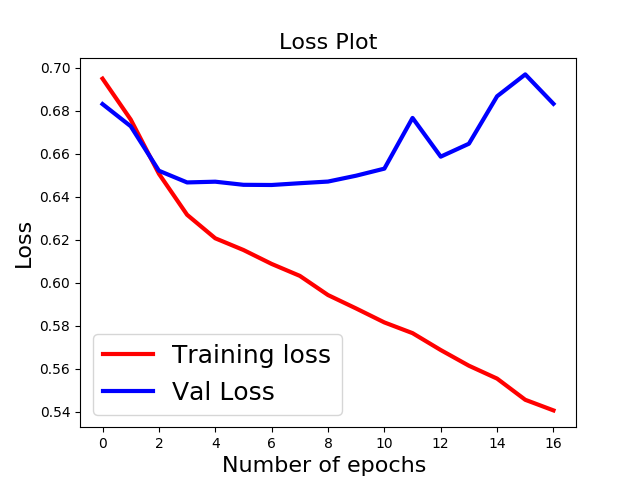 Loss Plot
0.70
0.68
0.66
0.64
0.62
0.60
0.58
0.56
0.54
Loss
Training loss
Val Loss
0 2 4 6 8 10 12 14 16
Number of epochs